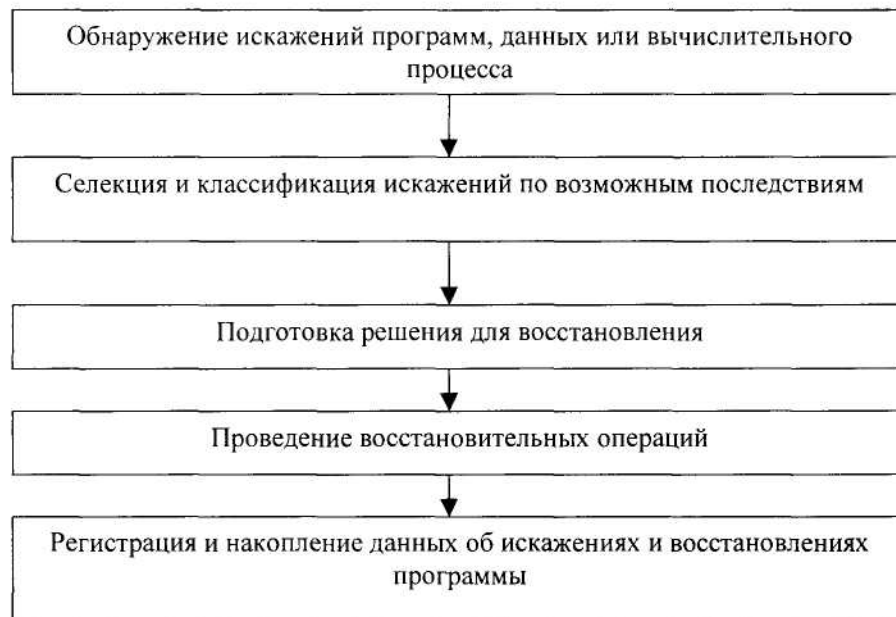 Обнаружение искажений программ, данных или вычислительного
процесса
Селекция и классификация искажений по возможным последствиям
Подготовка решения для восстановления
Проведение восстановительных операций
Регистрация и накопление данных об искажениях и восстановлениях
программы